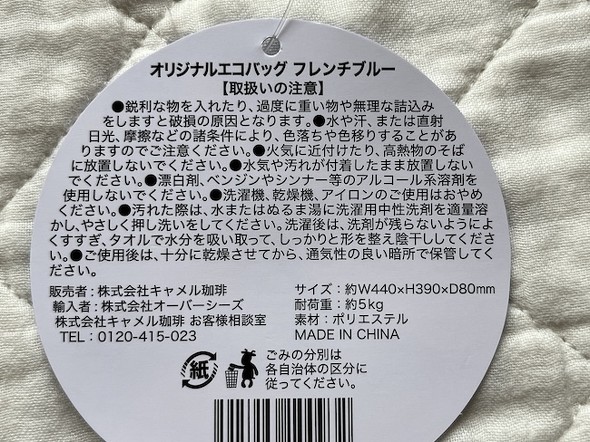 オリジナルエコバッグ フレンチブルー
【取扱いの注意】
●鋭利な物を入れたり、過度に重い物や無理な詰込み
をしますと破損の原因となります。●水や汗、または直射
日光、摩擦などの諸条件により、色落ちや色移りすることがあ
りますのでご注意ください。●火気に近付けたり、高熱物のそば
に放置しないでください。●水気や汚れが付着したまま放置しない
でください。●漂白剤、ベンジンやシンナー等のアルコール系溶剤を
使用しないでください。●洗濯機、乾燥機、アイロンのご使用はおやめ
ください。●汚れた際は、水またはぬるま湯に洗濯用中性洗剤を適量溶
かし、やさしく押し洗いをしてください。洗濯後は、洗剤が残らないようによ
くすすぎ、タオルで水分を吸い取って、しっかりと形を整え陰干ししてくださ
い。●ご使用後は、十分に乾燥させてから、通気性の良い暗所で保管してく
ださい。
販売者：株式会社キャメル珈琲
輸入者：株式会社オーバーシーズ
株式会社キャメル珈琲 お客様相談室
TEL：0120-415-023
サイズ：約W440×H390×D80mm
耐荷重：約5kg
素材：ポリエステル
MADE IN CHINA
紙
ごみの分別は
各自治体の区分に
従ってください。